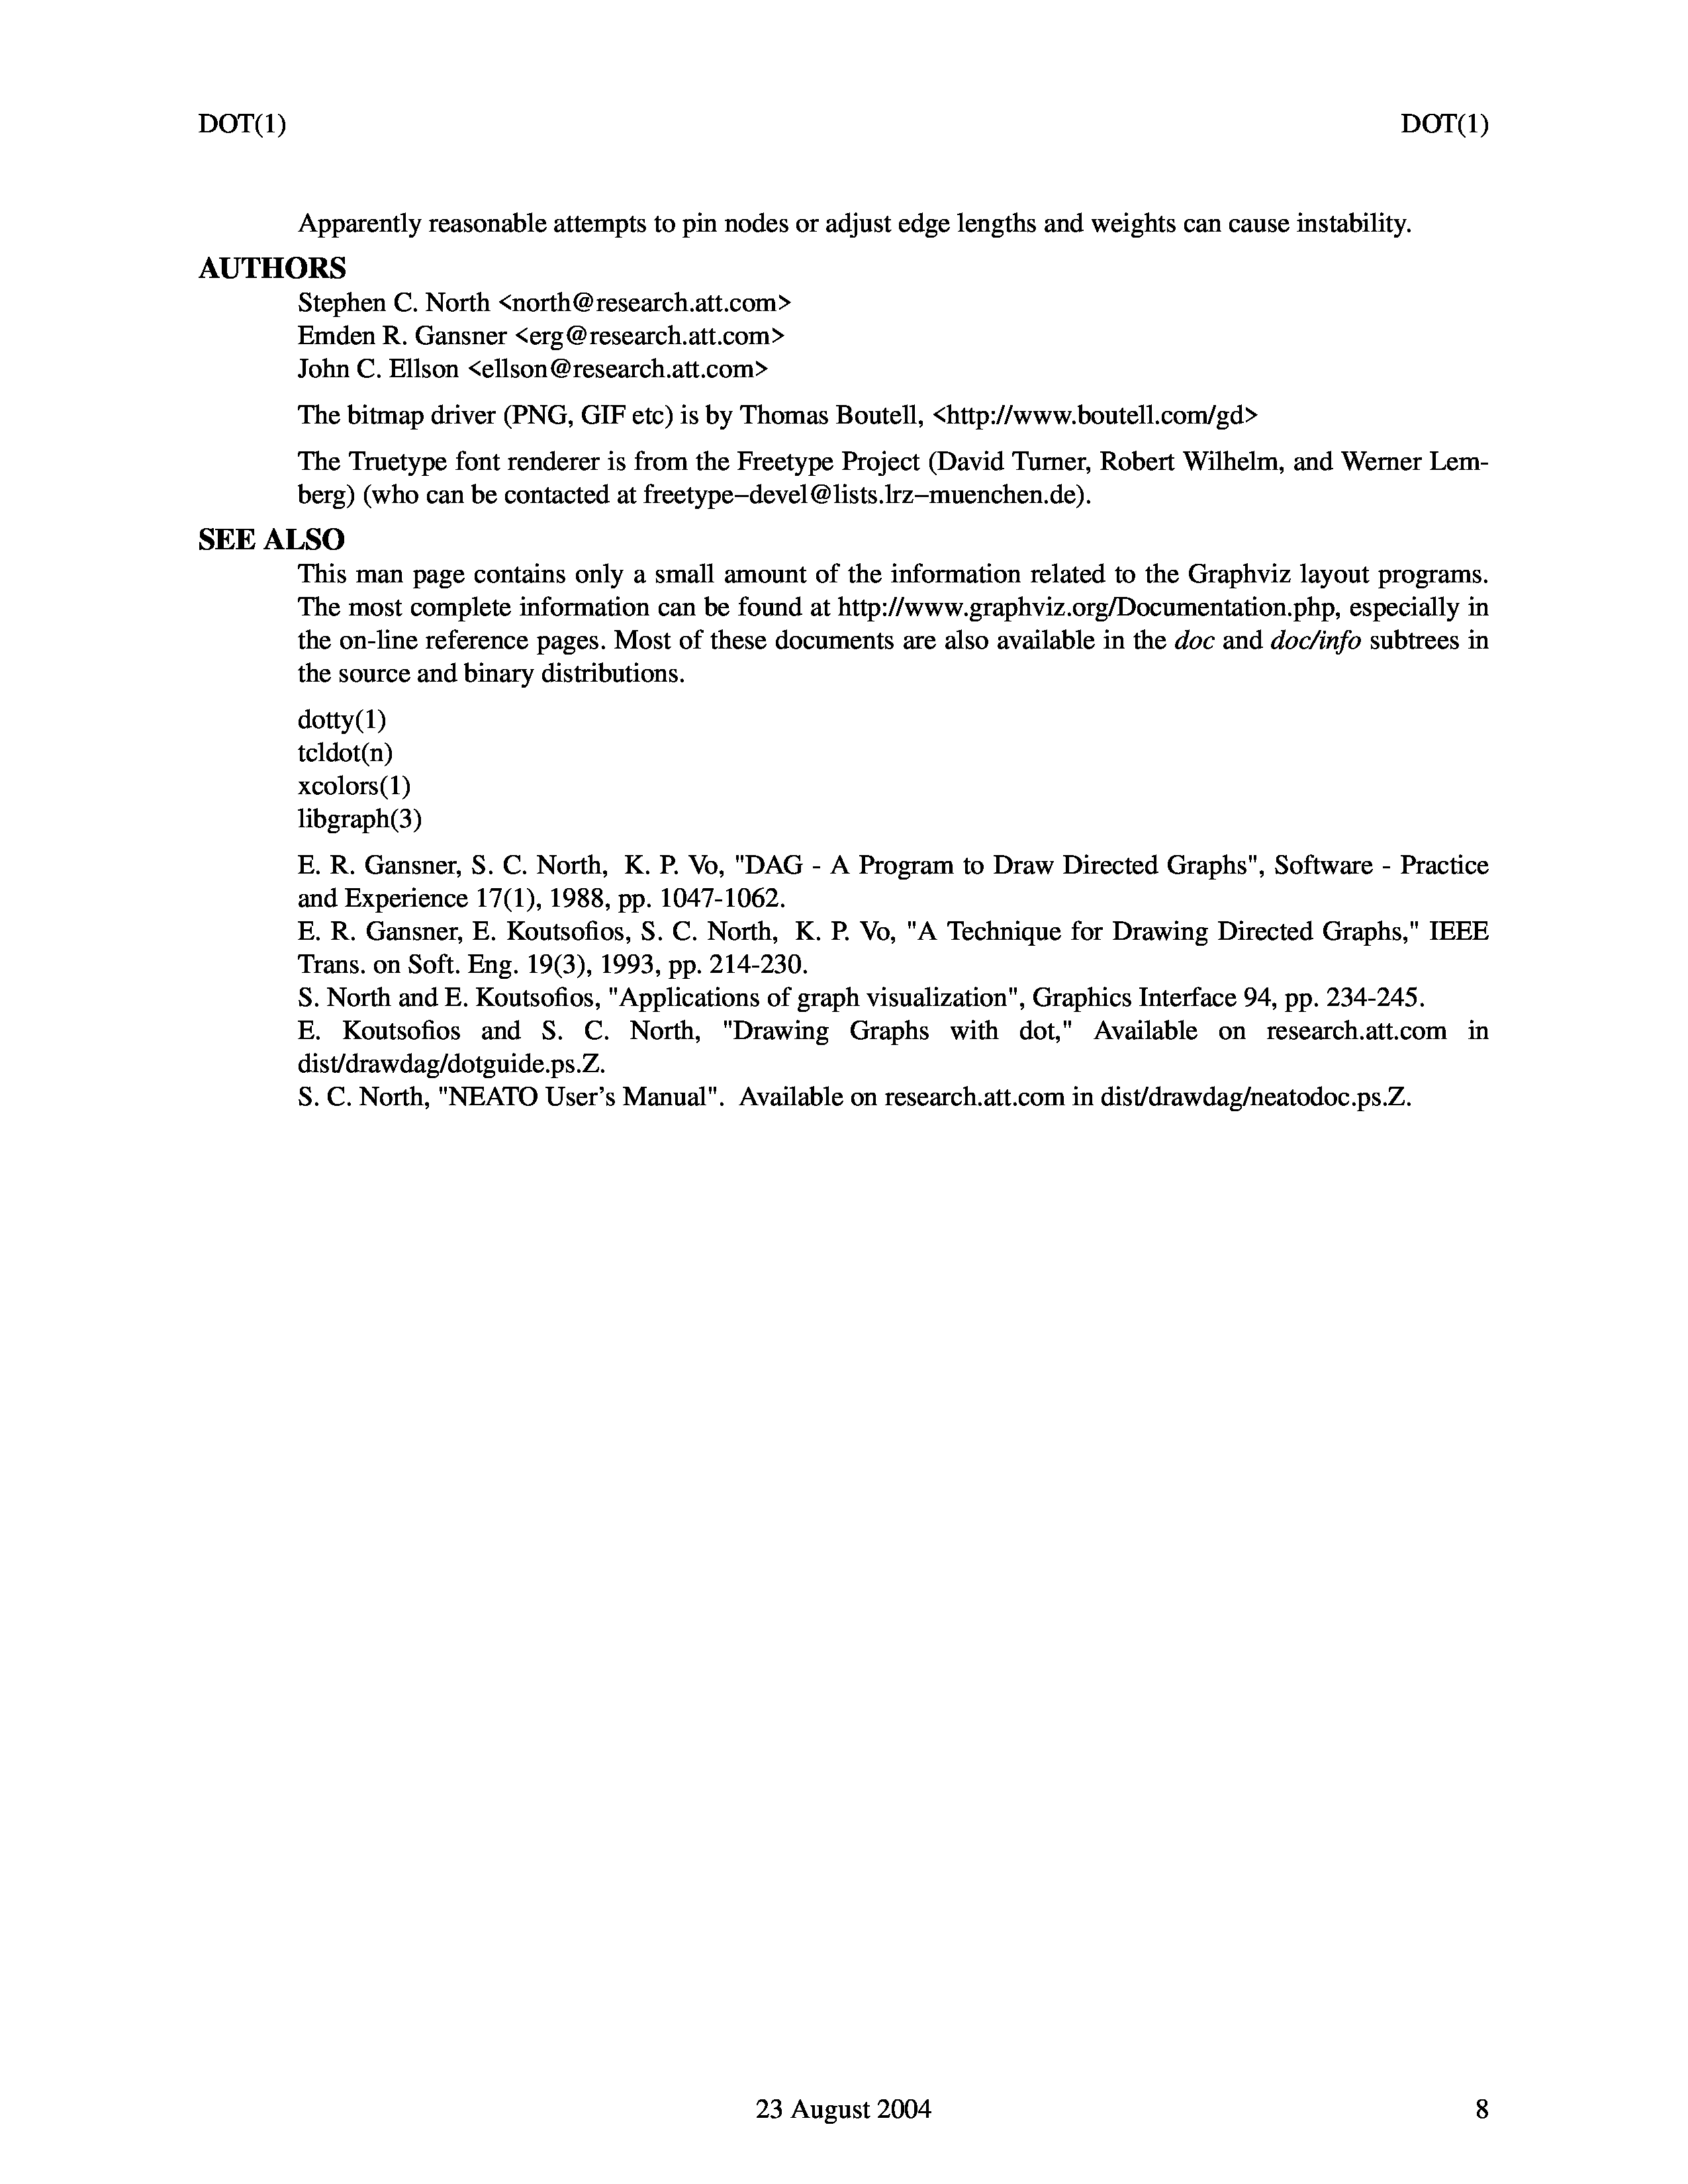 DOT(1) DOT(1)
Apparently reasonable attempts to pin nodes or adjust edge lengths and weights can cause instability.
AUTHORS
Stephen C. North <north@research.att.com>
Emden R. Gansner <erg@research.att.com>
John C. Ellson <ellson@research.att.com>
The bitmap driver (PNG, GIF etc) is by Thomas Boutell, <http://www.boutell.com/gd>
The Truetype font renderer is from the Freetype Project (David Turner, Robert Wilhelm, and Werner Lem-
berg) (who can be contacted at freetype−devel@lists.lrz−muenchen.de).
SEE ALSO
This man page contains only a small amount of the information related to the Graphviz layout programs.
The most complete information can be found at http://www.graphviz.org/Documentation.php, especially in
the on-line reference pages. Most of these documents are also available in the doc and doc/info subtrees in
the source and binary distributions.
dotty(1)
tcldot(n)
xcolors(1)
libgraph(3)
E. R. Gansner, S. C. North, K. P. Vo, "DAG - A Program to Draw Directed Graphs", Software - Practice
and Experience 17(1), 1988, pp. 1047-1062.
E. R. Gansner, E. Koutsofios, S. C. North, K. P. Vo, "A Technique for Drawing Directed Graphs," IEEE
Trans. on Soft. Eng. 19(3), 1993, pp. 214-230.
S. North and E. Koutsofios, "Applications of graph visualization", Graphics Interface 94, pp. 234-245.
E. Koutsofios and S. C. North, "Drawing Graphs with dot," Available on research.att.com in
dist/drawdag/dotguide.ps.Z.
S. C. North, "NEATO User’s Manual". Available on research.att.com in dist/drawdag/neatodoc.ps.Z.
23 August 2004 8